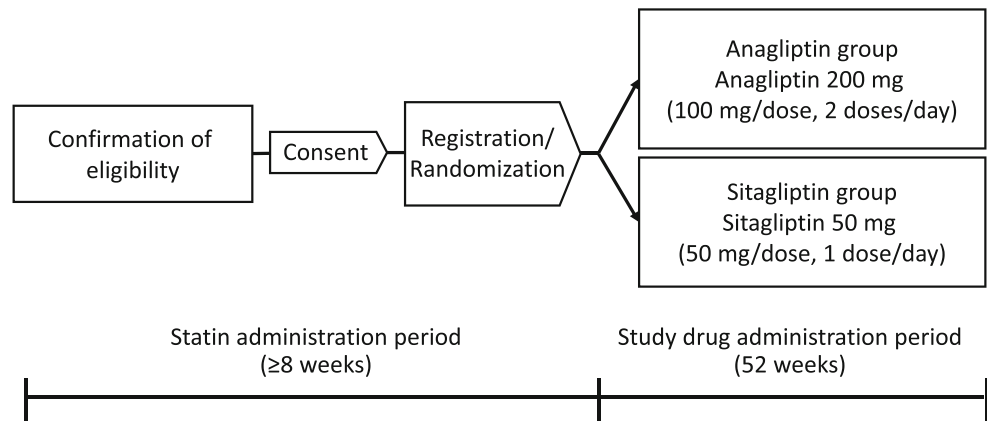 Confirmation of
eligibility
Consent
Registration/
Randomization
Anagliptin group
Anagliptin 200 mg
(100 mg/dose, 2 doses/day)
Sitagliptin group
Sitagliptin 50 mg
(50 mg/dose, 1 dose/day)
Statin administration period
(≥8 weeks)
Study drug administration period
(52 weeks)